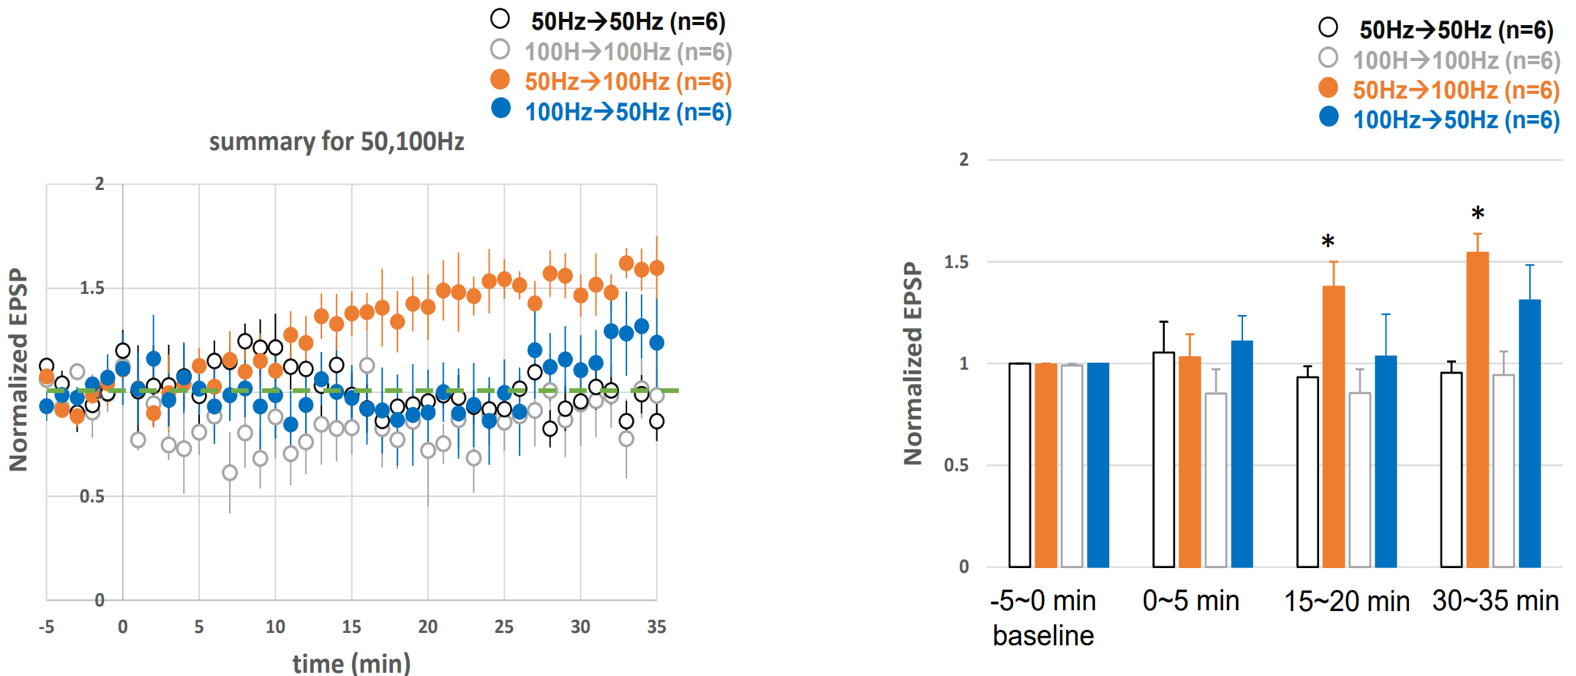 50Hz→50Hz (n=6)
100H→100Hz (n=6)
50Hz→100Hz (n=6)
100Hz→50Hz (n=6)
summary for 50,100Hz
Normalized EPSP
2
1.5
1
0.5
0
-5 0 5 10 15 20 25 30 35
time (min)
50Hz→50Hz (n=6)
100H→100Hz (n=6)
50Hz→100Hz (n=6)
100Hz→50Hz (n=6)
Normalized EPSP
2
1.5
1
0.5
0
*
*
-5~0 min 0~5 min 15~20 min 30~35 min
baseline